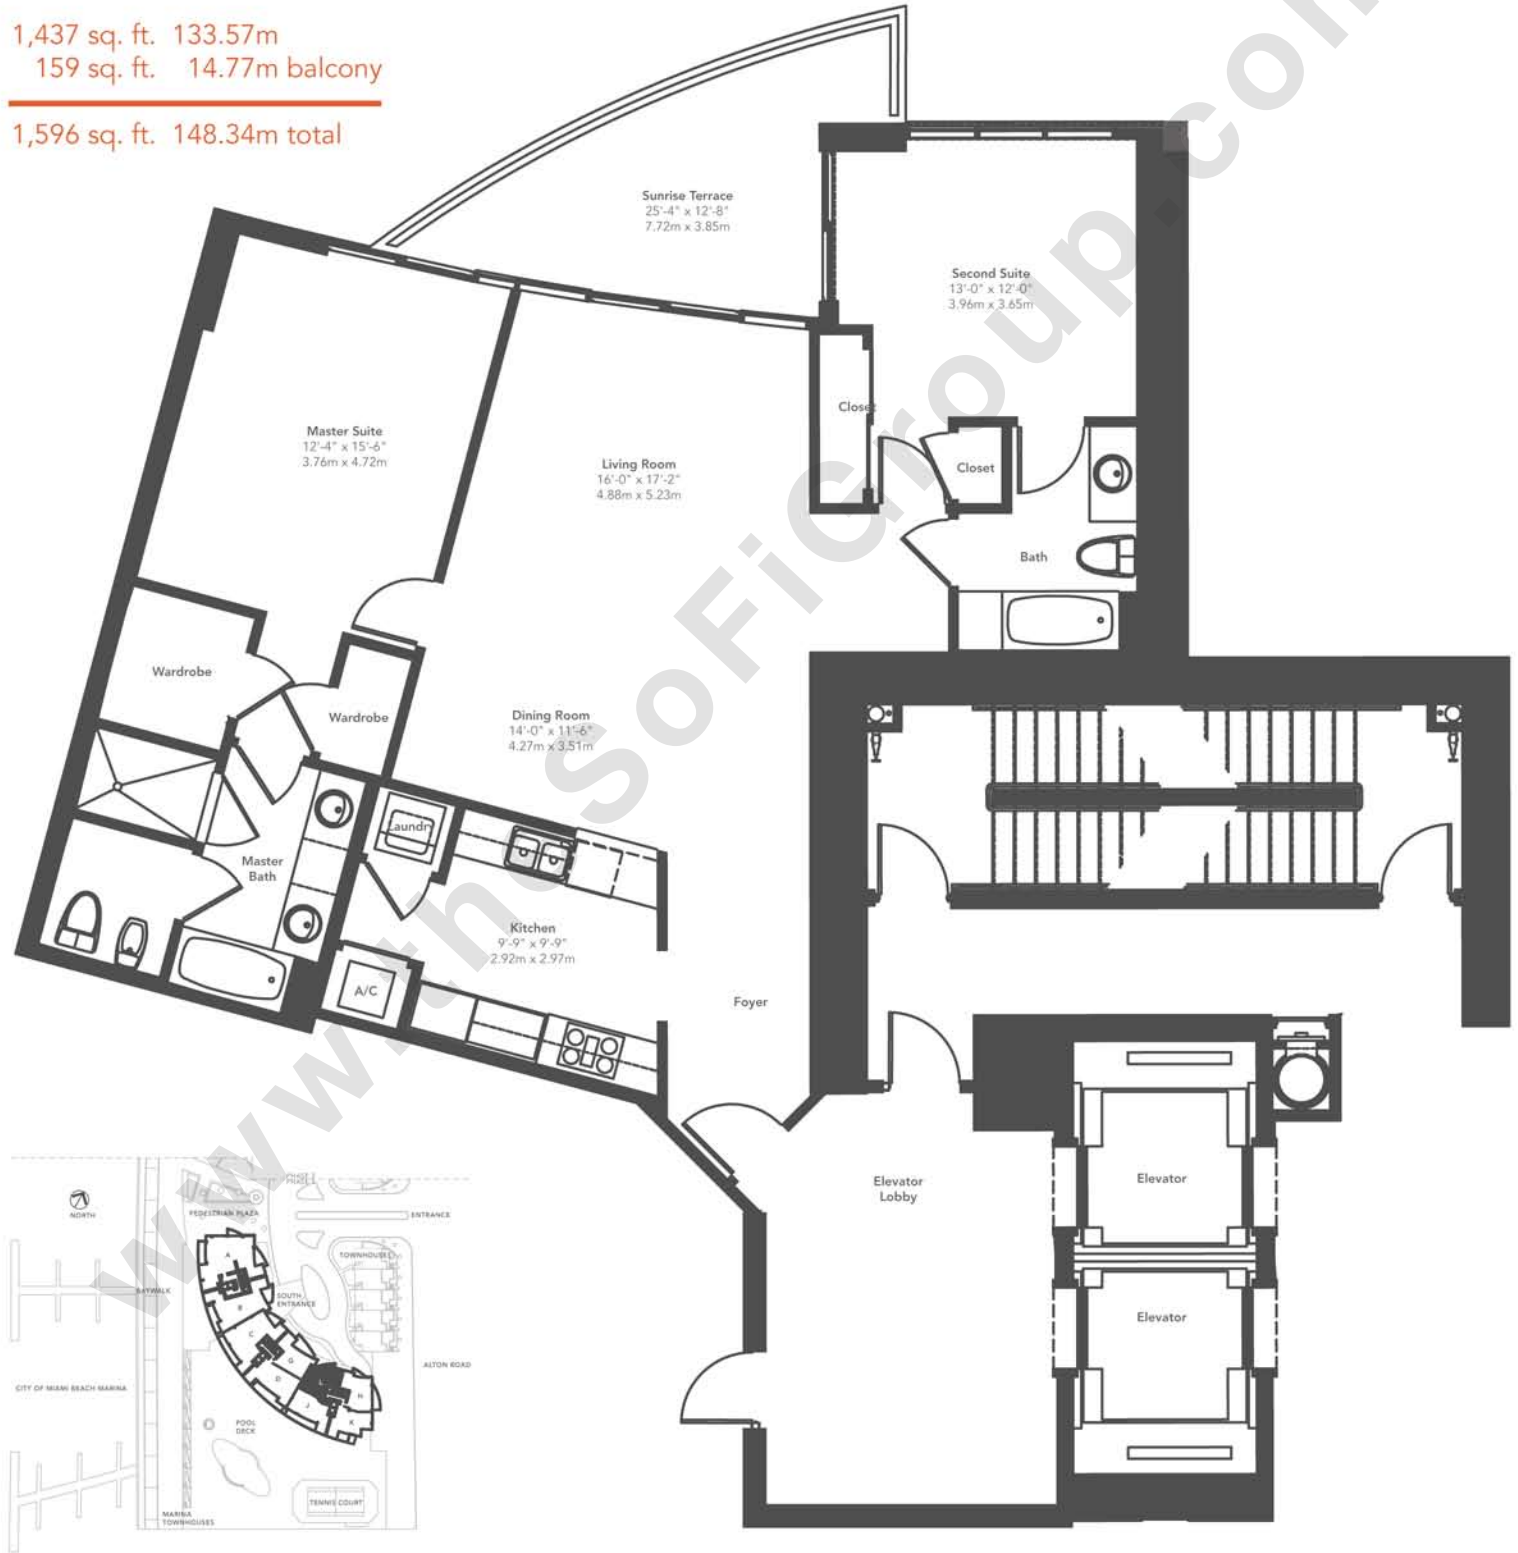 1,437 sq. ft. 133.57m
159 sq. ft. 14.77m balcony
1,596 sq. ft. 148.34m total
Sunrise Terrace
25'-4" x 12'-8"
7.72m x 3.85m
Second Suite
13'-0" x 12'-0"
3.96m x 3.65m
Closet
Master Suite
12'-4" x 15'-6"
3.76m x 4.72m
Living Room
16'-0" x 17'-2"
4.88m x 5.23m
Closet
Bath
Wardrobe
Wardrobe
Dining Room
14'-0" x 11'-6"
4.27m x 3.51m
Laundry
Master
Bath
Kitchen
9'-9" x 9'-9"
2.92m x 2.97m
A/C
Foyer
Elevator
Lobby
Elevator
Elevator
www.theSoFiGroup.com
NORTH
PEDESTRIAN PLAZA
ENTRANCE
TOWNHOUSES
BAYWALK
SOUTH
ENTRANCE
A
B
C
G
D
J
H
K
ALTON ROAD
CITY OF MIAMI BEACH MARINA
POOL
DECK
TENNIS COURT
MARINA
TOWNHOUSES